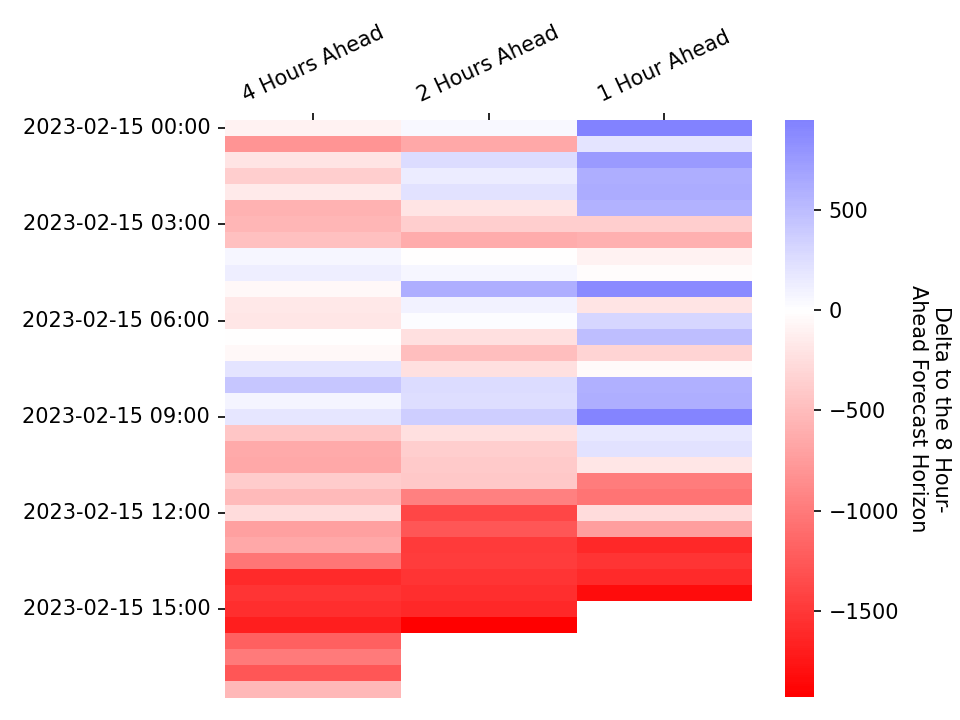 4 Hours Ahead
2 Hours Ahead
1 Hour Ahead
2023-02-15 00:00
2023-02-15 03:00
2023-02-15 06:00
2023-02-15 09:00
2023-02-15 12:00
2023-02-15 15:00
500
0
−500
−1000
−1500
Delta to the 8 Hour-
Ahead Forecast Horizon